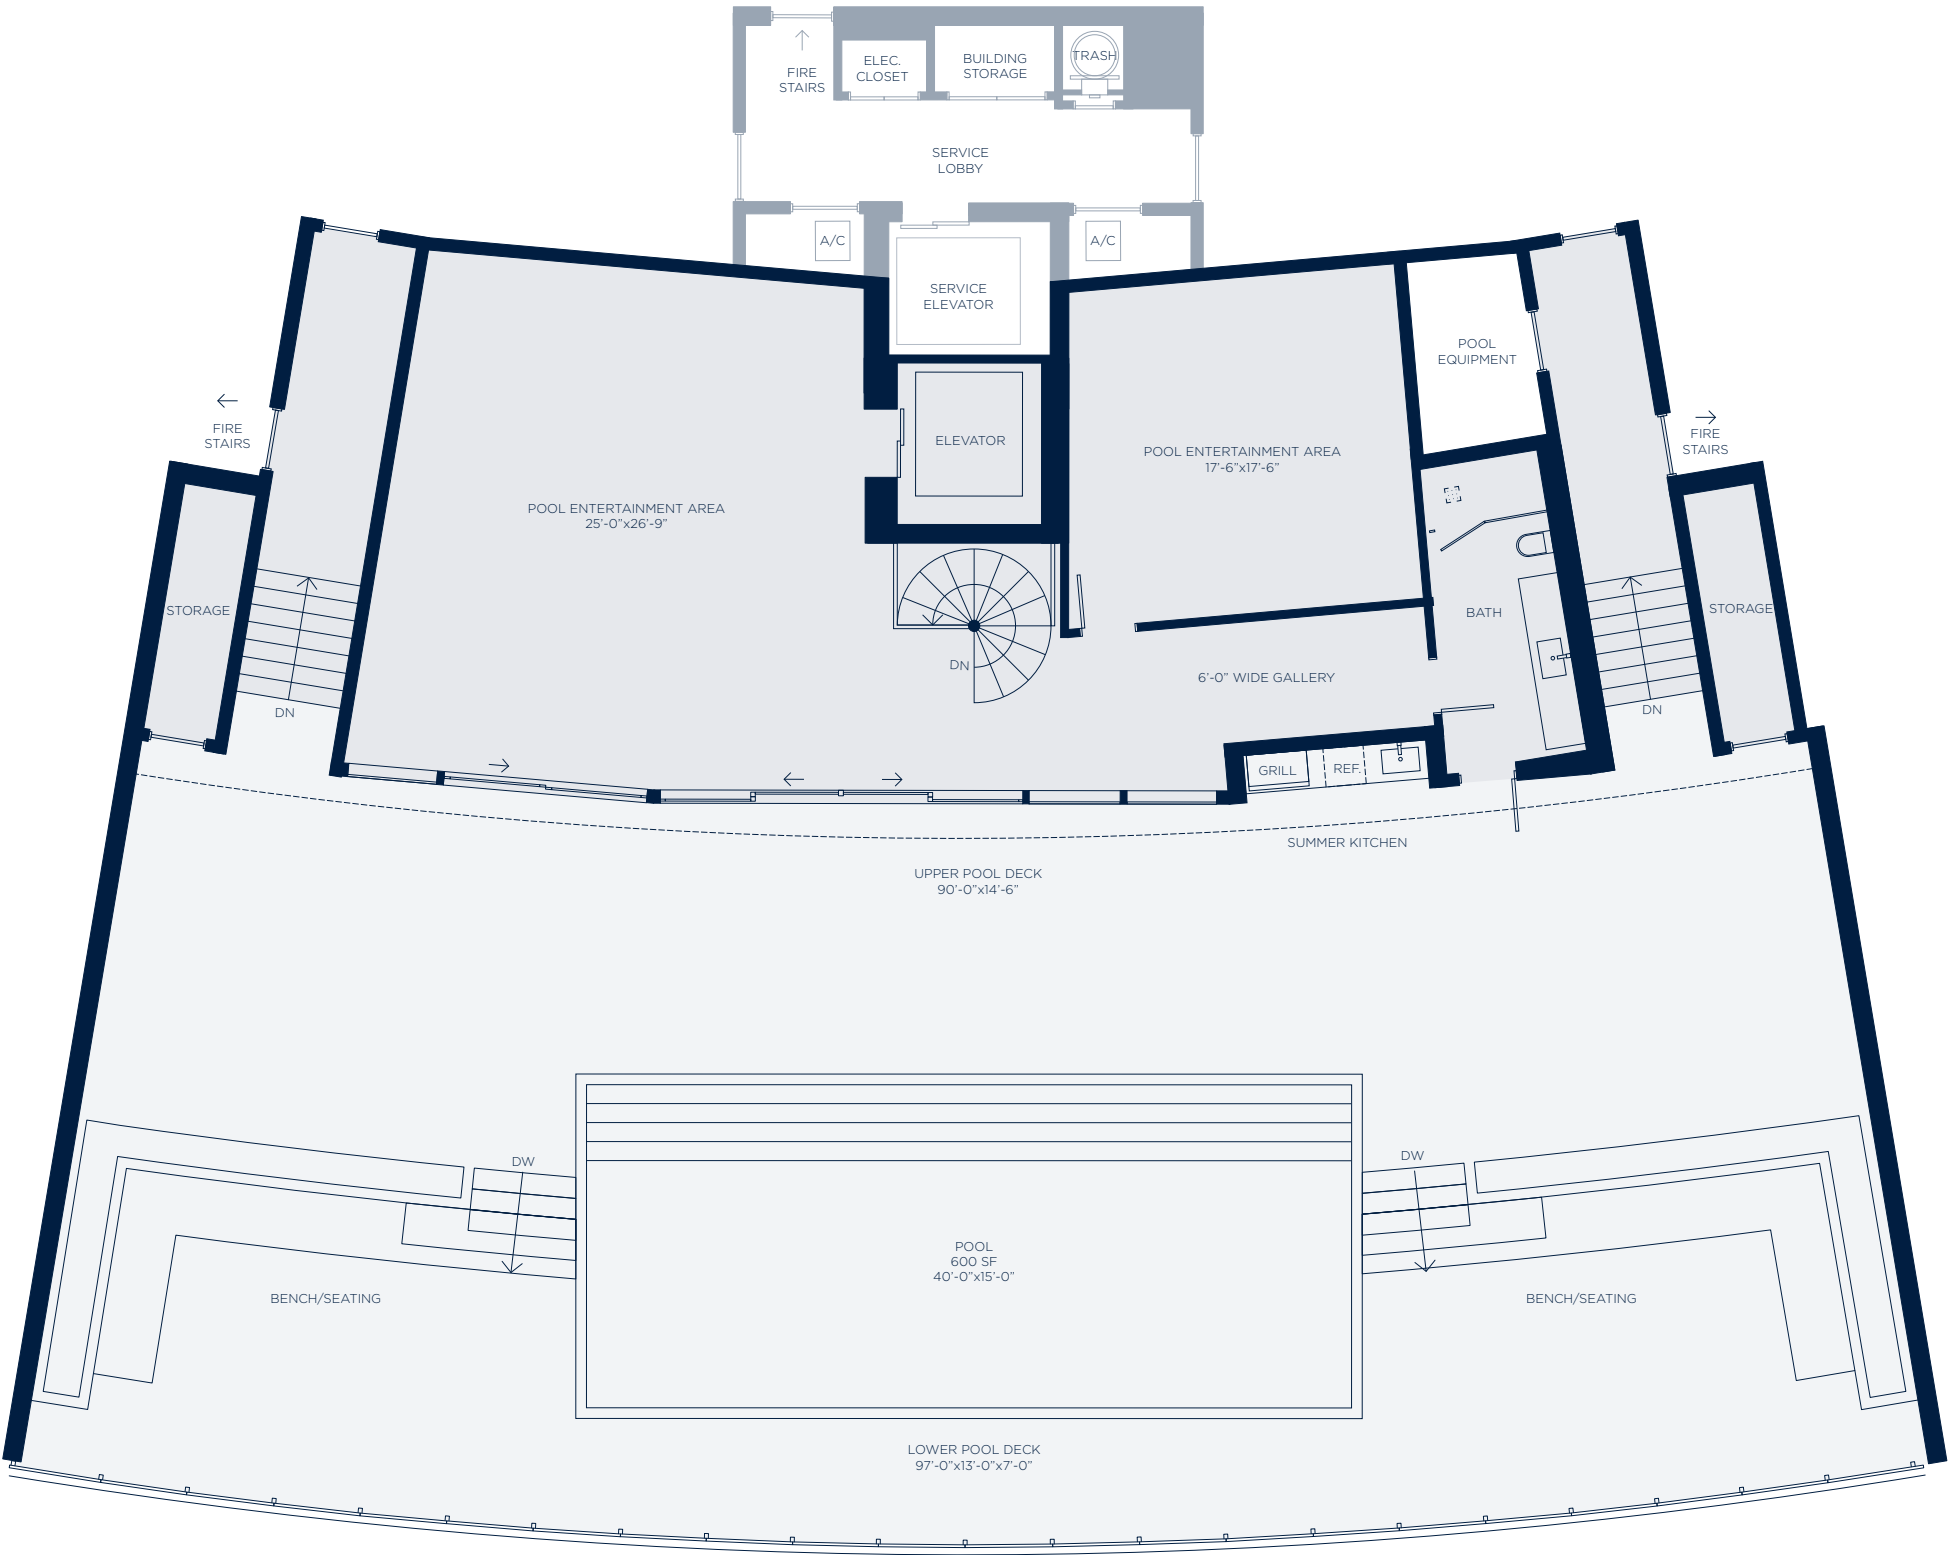 FIRE
STAIRS
ELEC.
CLOSET
BUILDING
STORAGE
TRASH
SERVICE
LOBBY
A/C
A/C
SERVICE
ELEVATOR
POOL
EQUIPMENT
FIRE
STAIRS
FIRE
STAIRS
ELEVATOR
POOL ENTERTAINMENT AREA
17'-6"x17'-6"
POOL ENTERTAINMENT AREA
25'-0"x26'-9"
STORAGE
BATH
STORAGE
DN
6'-0" WIDE GALLERY
DN
DN
GRILL
REF.
SUMMER KITCHEN
UPPER POOL DECK
90'-0"x14'-6"
DW
DW
POOL
600 SF
40'-0"x15'-0"
BENCH/SEATING
BENCH/SEATING
LOWER POOL DECK
97'-0"x13'-0"x7'-0"